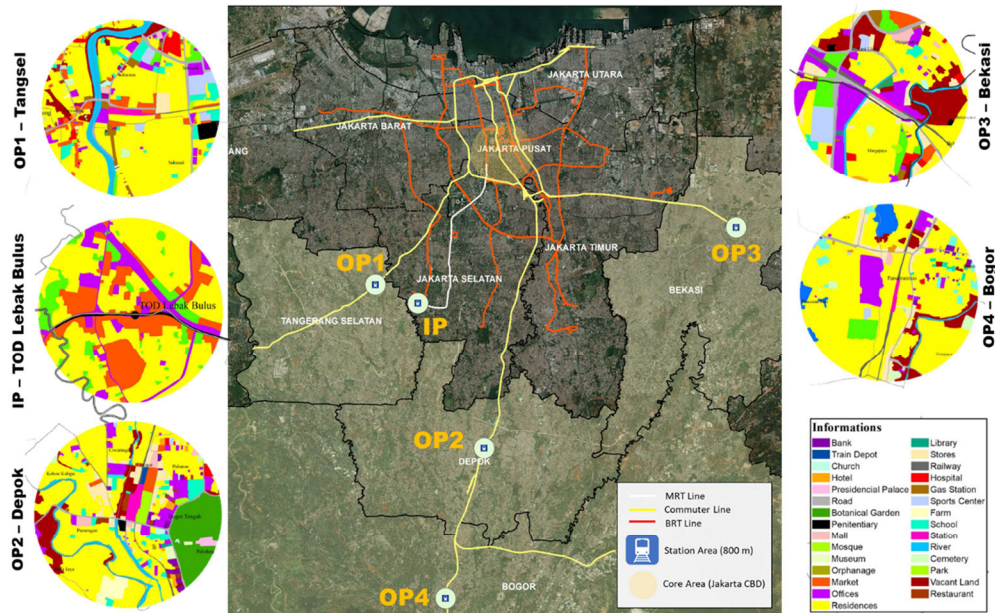 OP1 – Tangsel
IP – TOD Lebak Bulus
OP2 – Depok
TOD Lebak Bulus
JAKARTA UTARA
JAKARTA BARAT
JAKARTA PUSAT
ANG
OP1
JAKARTA SELATAN
JAKARTA TIMUR
OP3
IP
TANGERANG SELATAN
BEKASI
OP2
DEPOK
OP4
BOGOR
MRT Line
Commuter Line
BRT Line
Station Area (800 m)
Core Area (Jakarta CBD)
OP3 – Bekasi
OP4 – Bogor
Informations
Bank
Train Depot
Church
Hotel
Presidencial Palace
Road
Botanical Garden
Penitentiary
Mall
Mosque
Museum
Orphanage
Market
Offices
Residences
Library
Stores
Railway
Hospital
Gas Station
Sports Center
Farm
School
Station
River
Cemetery
Park
Vacant Land
Restaurant